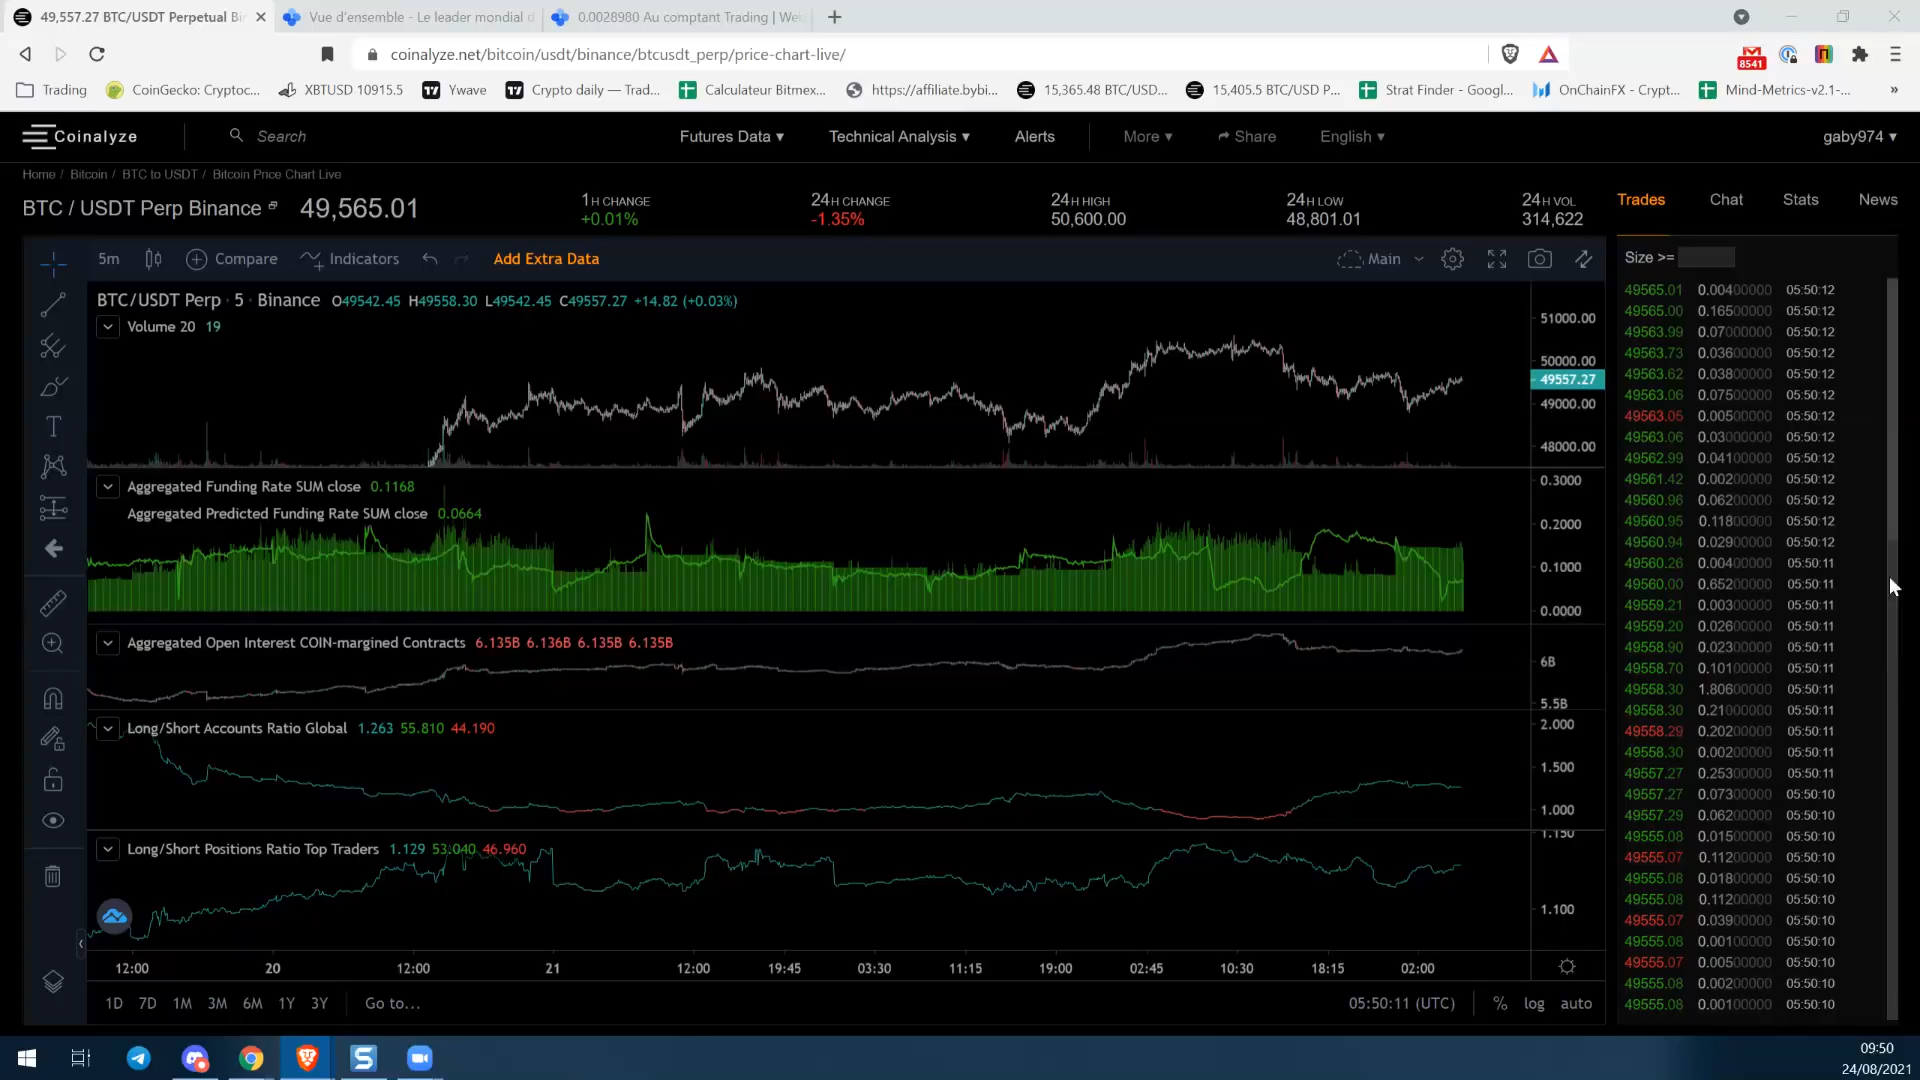 49,557.27 BTC/USDT Perpetual Bi
Vue d'ensemble - Le leader mondial d
0.0028980 Au comptant Trading | Web
coinalyze.net/bitcoin/usdt/binance/btcusdt_perp/price-chart-live/
8541
Trading
CoinGecko: Cryptoc...
XBTUSD 10915.5
Ywave
Crypto daily — Trad...
Calculateur Bitmex...
https://affiliate.bybi...
15,365.48 BTC/USD...
15,405.5 BTC/USD P...
Strat Finder - Googl...
OnChainFX - Crypt...
Mind-Metrics-v2.1-...
»
Coinalyze
Search
Futures Data ▾
Technical Analysis ▾
Alerts
More ▾
Share
English ▾
gaby974 ▾
Home / Bitcoin / BTC to USDT / Bitcoin Price Chart Live
BTC / USDT Perp Binance
49,565.01
1H CHANGE
+0.01%
24H CHANGE
-1.35%
24H HIGH
50,600.00
24H LOW
48,801.01
24H VOL
314,622
Trades
Chat
Stats
News
5m
Compare
Indicators
Add Extra Data
Main
Size >=
BTC/USDT Perp · 5 · Binance O49542.45 H49558.30 L49542.45 C49557.27 +14.82 (+0.03%)
Volume 20 19
51000.00
50000.00
49557.27
49000.00
48000.00
Aggregated Funding Rate SUM close 0.1168
Aggregated Predicted Funding Rate SUM close 0.0664
0.3000
0.2000
0.1000
0.0000
Aggregated Open Interest COIN-margined Contracts 6.135B 6.136B 6.135B 6.135B
6B
5.5B
Long/Short Accounts Ratio Global 1.263 55.810 44.190
2.000
1.500
1.000
Long/Short Positions Ratio Top Traders 1.129 53.040 46.960
1.150
1.100
12:00 20 12:00 21 12:00 19:45 03:30 11:15 19:00 02:45 10:30 18:15 02:00
1D 7D 1M 3M 6M 1Y 3Y Go to...
05:50:11 (UTC) % log auto
49565.01 0.00400000 05:50:12
49565.00 0.16500000 05:50:12
49563.99 0.07000000 05:50:12
49563.73 0.03600000 05:50:12
49563.62 0.03800000 05:50:12
49563.06 0.07500000 05:50:12
49563.05 0.00500000 05:50:12
49563.06 0.03000000 05:50:12
49562.99 0.04100000 05:50:12
49561.42 0.00200000 05:50:12
49560.96 0.06200000 05:50:12
49560.95 0.11800000 05:50:12
49560.94 0.02900000 05:50:12
49560.26 0.00400000 05:50:11
49560.00 0.65200000 05:50:11
49559.21 0.00300000 05:50:11
49559.20 0.02600000 05:50:11
49558.90 0.02300000 05:50:11
49558.70 0.10100000 05:50:11
49558.30 1.80600000 05:50:11
49558.30 0.21000000 05:50:11
49558.29 0.20200000 05:50:11
49558.30 0.00200000 05:50:11
49557.27 0.25300000 05:50:11
49557.27 0.07300000 05:50:10
49557.29 0.06200000 05:50:10
49555.08 0.01500000 05:50:10
49555.07 0.11200000 05:50:10
49555.08 0.01800000 05:50:10
49555.08 0.11200000 05:50:10
49555.07 0.03900000 05:50:10
49555.08 0.00100000 05:50:10
49555.07 0.00500000 05:50:10
49555.08 0.00200000 05:50:10
49555.08 0.00100000 05:50:10
09:50
24/08/2021